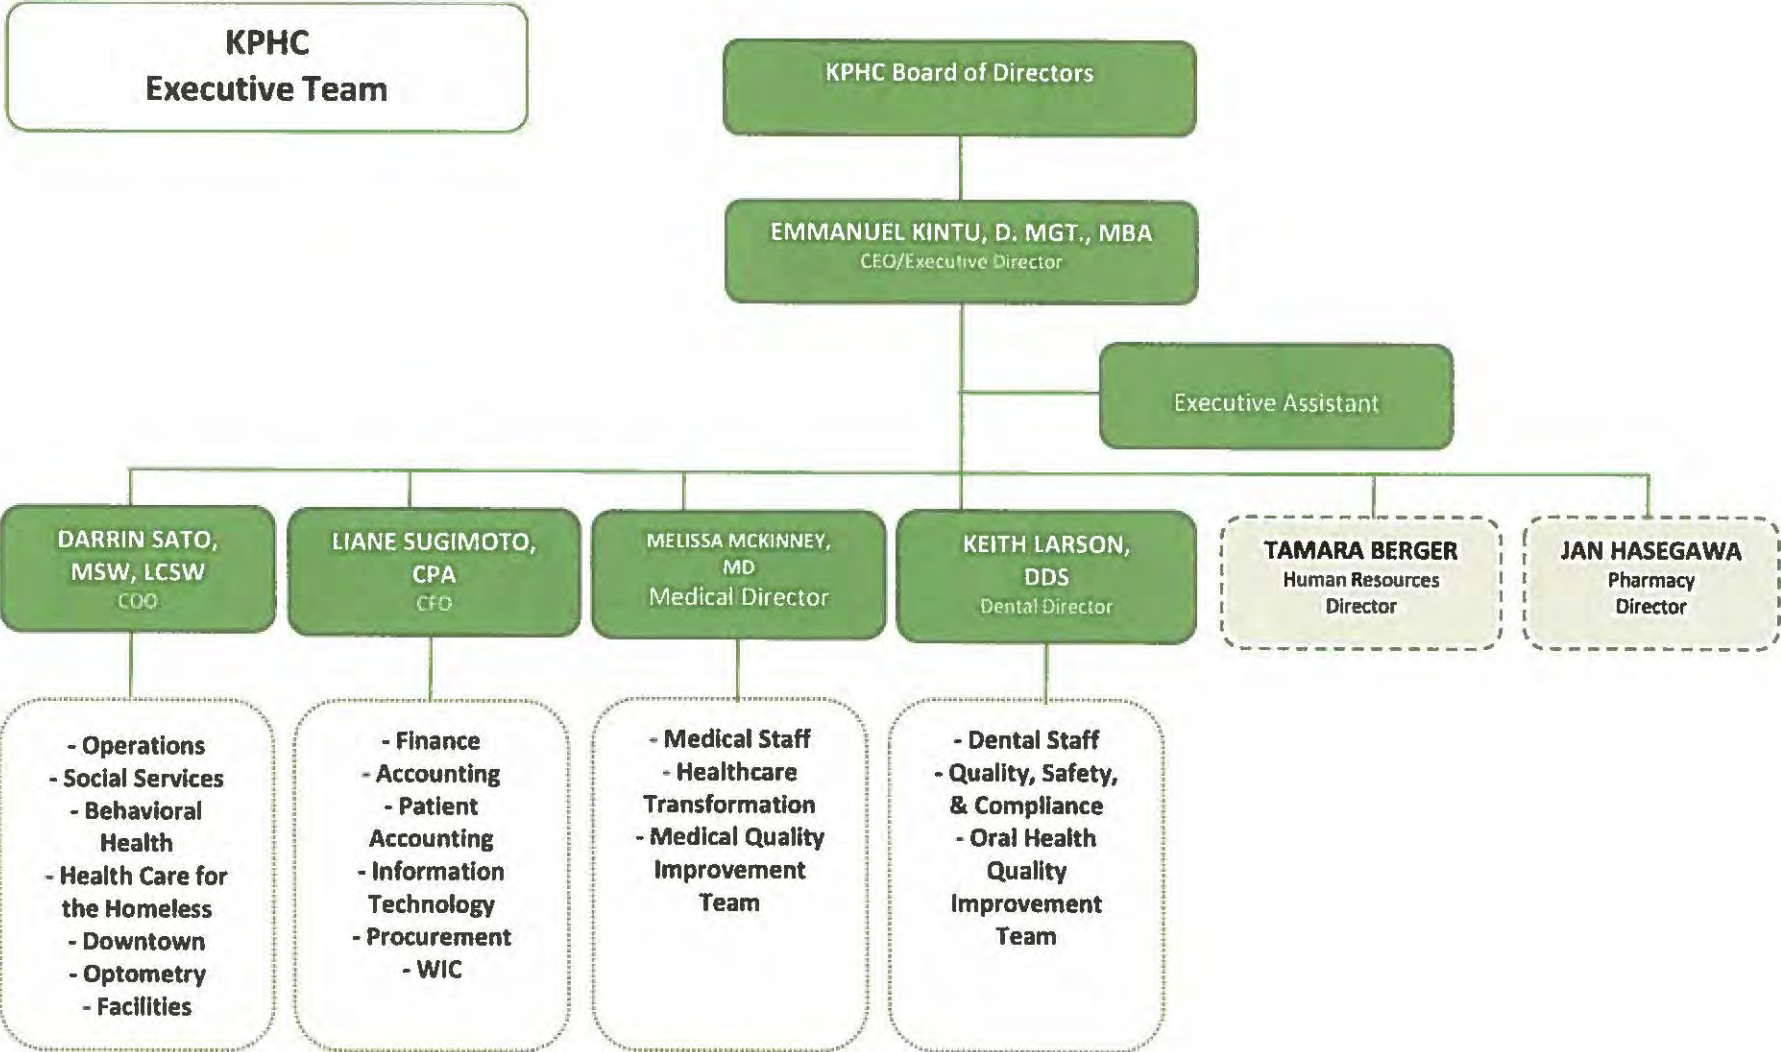 KPHC
Executive Team
KPHC Board of Directors
EMMANUEL KINTU, D. MGT., MBA
CEO/Executive Director
Executive Assistant
DARRIN SATO,
MSW, LCSW
COO
LIANE SUGIMOTO,
CPA
CFO
MELISSA MCKINNEY,
MD
Medical Director
KEITH LARSON,
DDS
Dental Director
TAMARA BERGER
Human Resources
Director
JAN HASEGAWA
Pharmacy
Director
- Operations
- Social Services
- Behavioral
Health
- Health Care for
the Homeless
- Downtown
- Optometry
- Facilities
- Finance
- Accounting
- Patient
Accounting
- Information
Technology
- Procurement
- WIC
- Medical Staff
- Healthcare
Transformation
- Medical Quality
Improvement
Team
- Dental Staff
- Quality, Safety,
& Compliance
- Oral Health
Quality
Improvement
Team